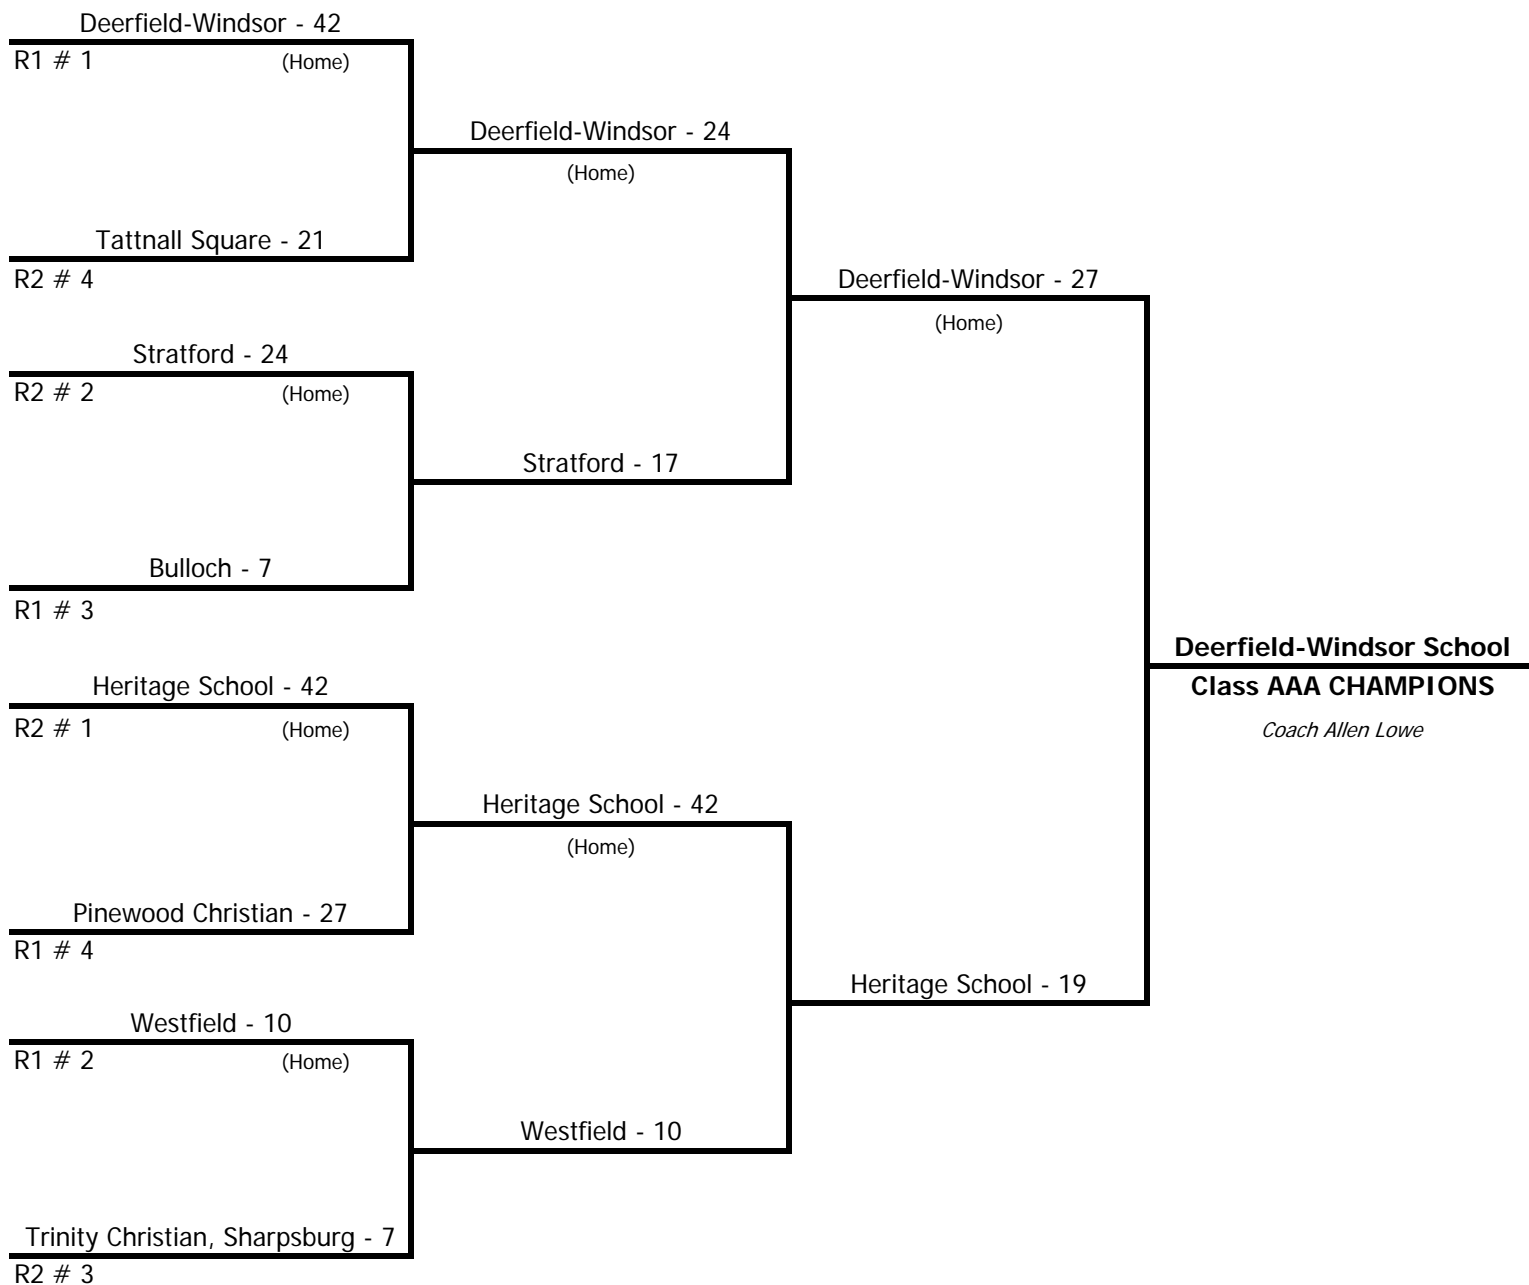 Deerfield-Windsor - 42
R1 # 1 (Home)
Tattnall Square - 21
R2 # 4
Stratford - 24
R2 # 2 (Home)
Bulloch - 7
R1 # 3
Heritage School - 42
R2 # 1 (Home)
Pinewood Christian - 27
R1 # 4
Westfield - 10
R1 # 2 (Home)
Trinity Christian, Sharpsburg - 7
R2 # 3
Deerfield-Windsor - 24
(Home)
Stratford - 17
Heritage School - 42
(Home)
Westfield - 10
Deerfield-Windsor - 27
(Home)
Heritage School - 19
Deerfield-Windsor School
Class AAA CHAMPIONS
Coach Allen Lowe